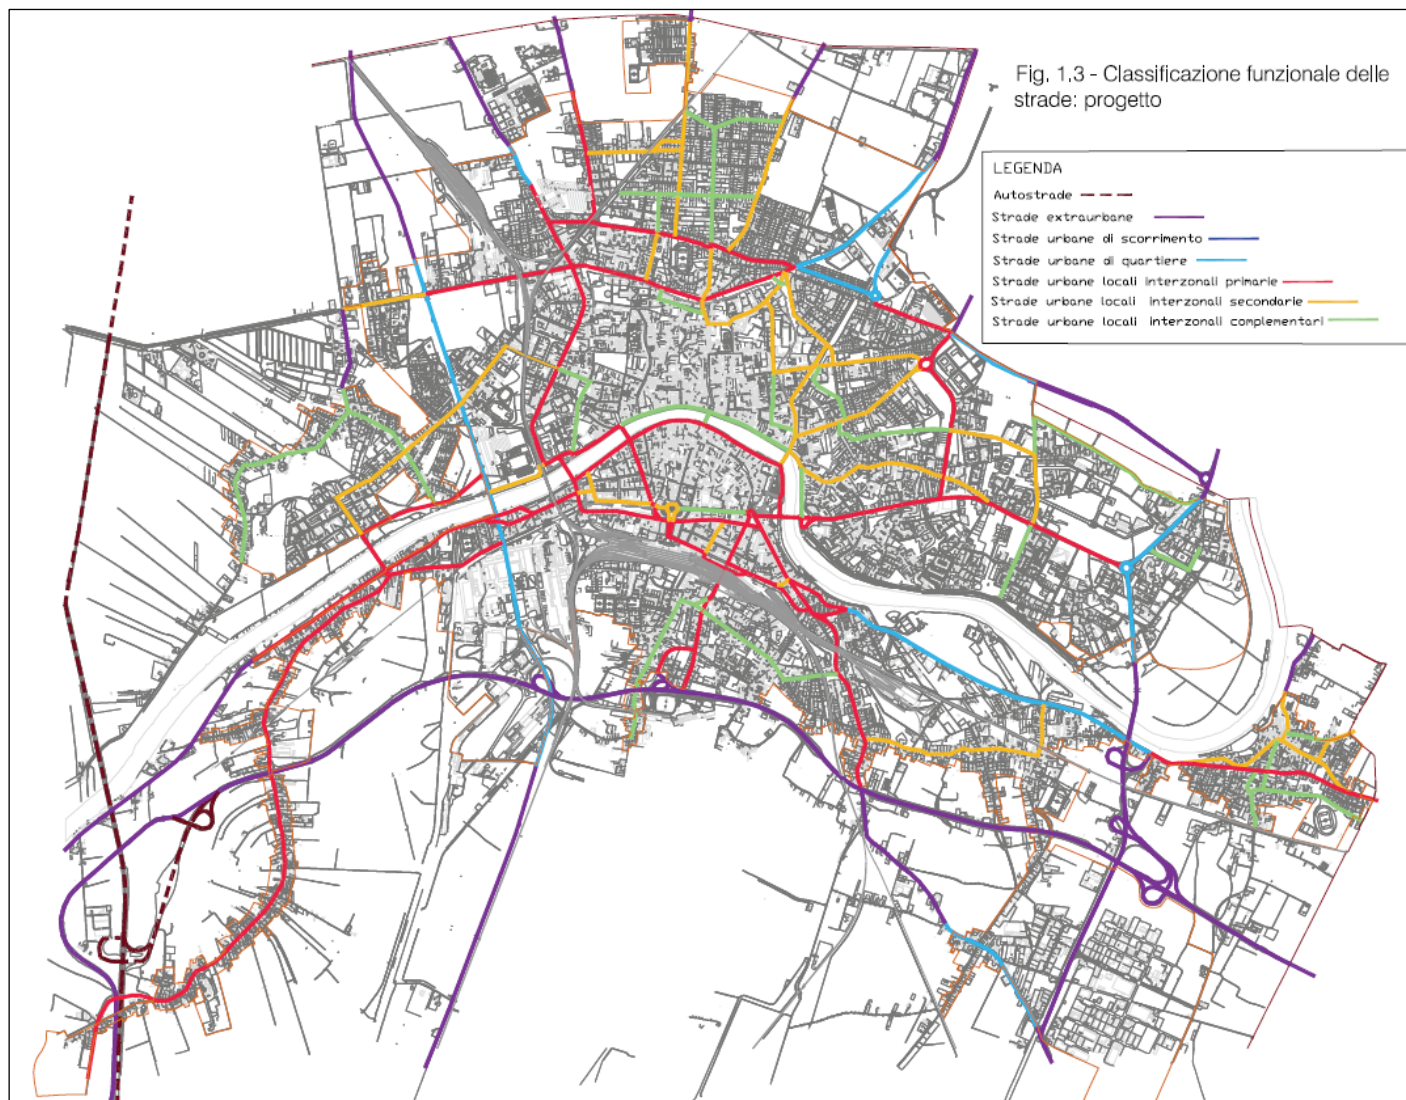 Fig. 1.3 - Classificazione funzionale delle
strade: progetto
LEGENDA
Autostrade
Strade extraurbane
Strade urbane di scorrimento
Strade urbane di quartiere
Strade urbane locali interzonali primarie
Strade urbane locali interzonali secondarie
Strade urbane locali interzonali complementari